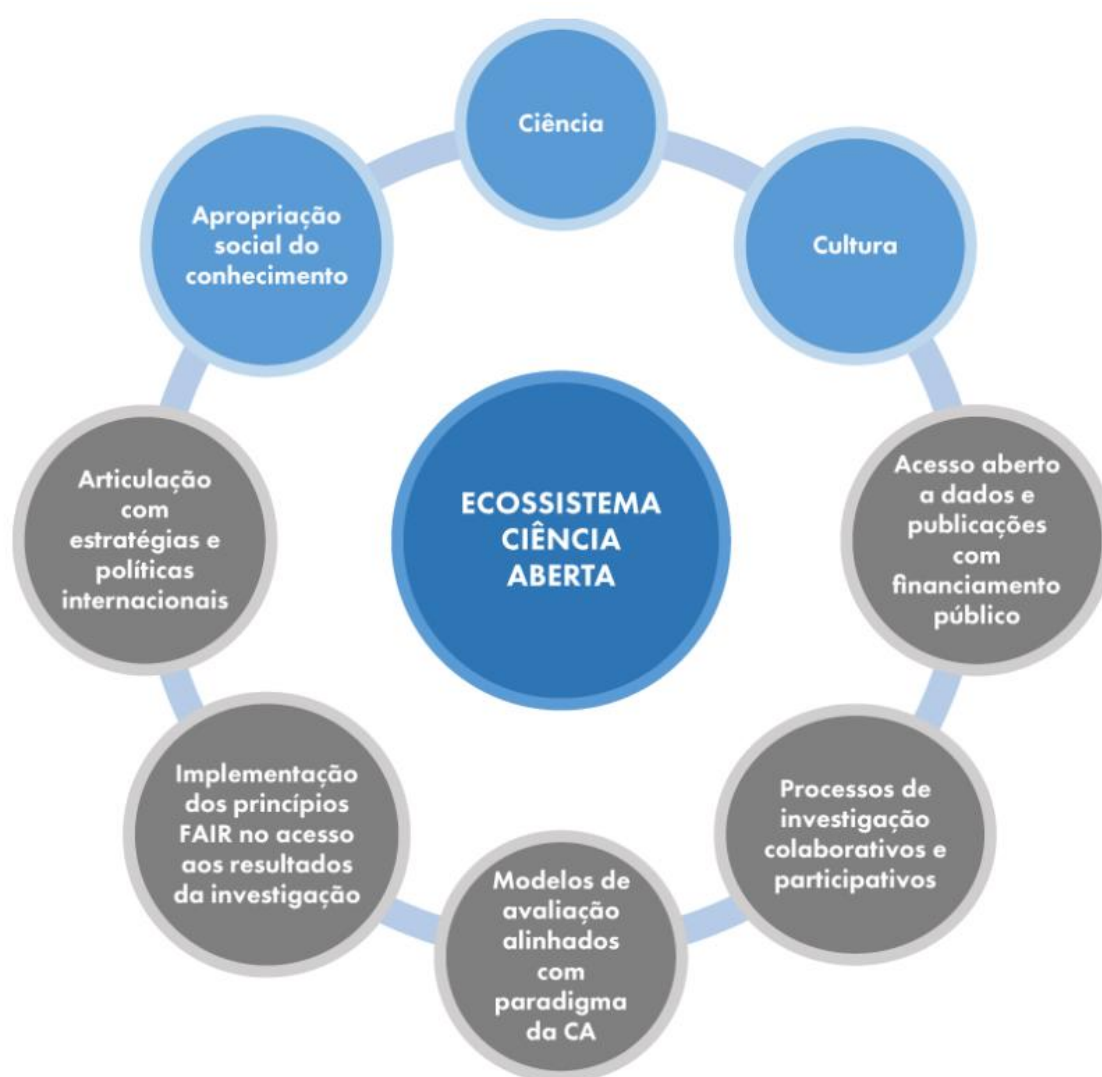 Ciência
Cultura
Acesso aberto
a dados e
publicações
com
financiamento
público
Processos de
investigação
colaborativos e
participativos
Modelos de
avaliação
alinhados
com
paradigma
da CA
Implementação
dos princípios
FAIR no acesso
aos resultados
da investigação
Articulação
com
estratégias e
políticas
internacionais
Apropriação
social do
conhecimento
ECOSSISTEMA
CIÊNCIA
ABERTA